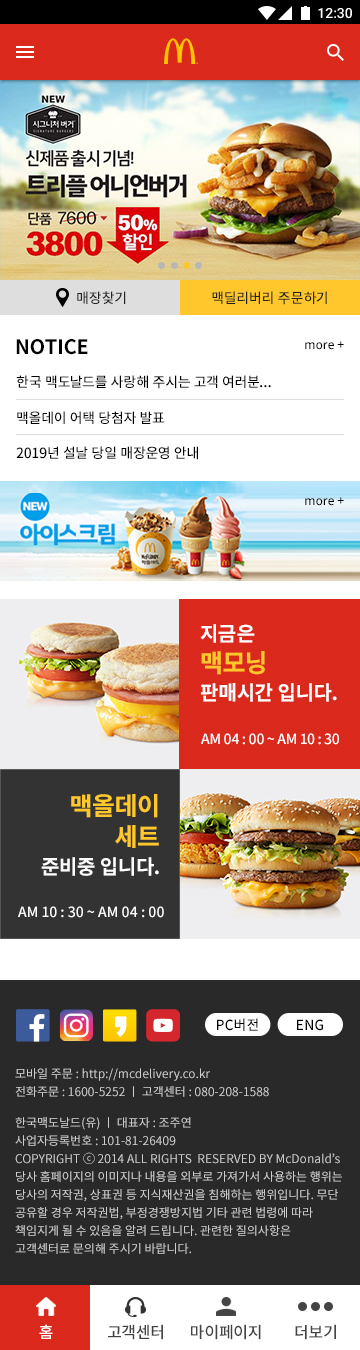 12:30
NEW
시그니처 버거
SIGNATURE BURGERS
신제품 출시 기념!
트리플 어니언버거
단품 7600
3800
50%
할인
매장찾기
맥딜리버리 주문하기
NOTICE
more +
한국 맥도날드를 사랑해 주시는 고객 여러분...
맥올데이 어택 당첨자 발표
2019년 설날 당일 매장운영 안내
NEW
아이스크림
more +
지금은
맥모닝
판매시간 입니다.
AM 04 : 00 ~ AM 10 : 30
맥올데이
세트
준비중 입니다.
AM 10 : 30 ~ AM 04 : 00
PC버전
ENG
모바일 주문 : http://mcdelivery.co.kr
전화주문 : 1600-5252 ㅣ 고객센터 : 080-208-1588
한국맥도날드(유) ㅣ 대표자 : 조주연
사업자등록번호 : 101-81-26409
COPYRIGHT ⓒ 2014 ALL RIGHTS RESERVED BY McDonald's
당사 홈페이지의 이미지나 내용을 외부로 가져가서 사용하는 행위는
당사의 저작권, 상표권 등 지식재산권을 침해하는 행위입니다. 무단
공유할 경우 저작권법, 부정경쟁방지법 기타 관련 법령에 따라
책임지게 될 수 있음을 알려 드립니다. 관련한 질의사항은
고객센터로 문의해 주시기 바랍니다.
홈
고객센터
마이페이지
더보기